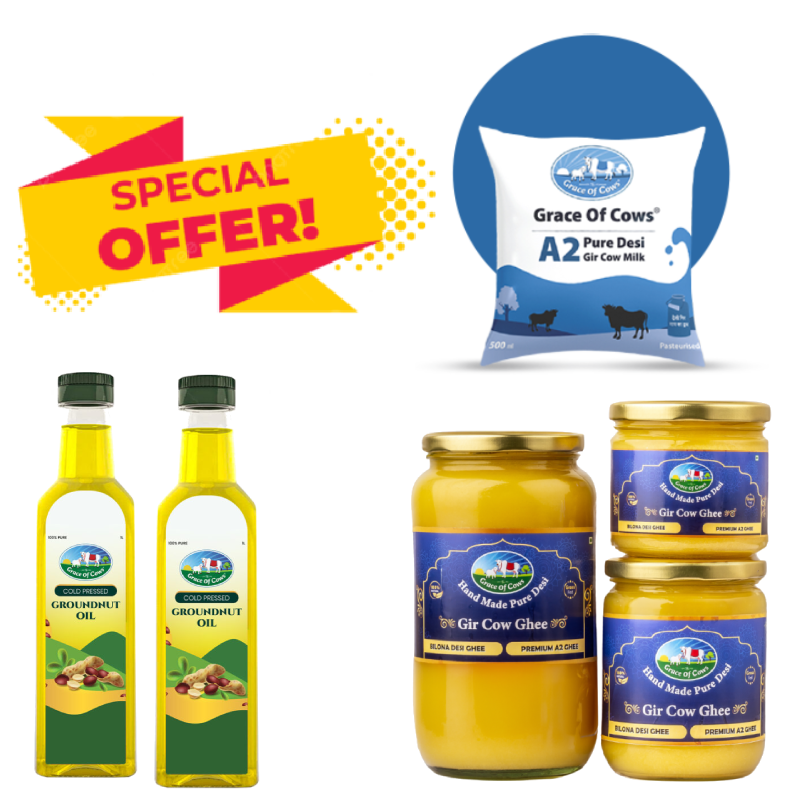 SPECIAL
OFFER!
Grace Of Cows
Grace Of Cows®
A2 Pure Desi
Gir Cow Milk
500 ml
Pasteurised
100% PURE
1L
Grace Of Cows
COLD PRESSED
GROUNDNUT
OIL
100% PURE
1L
Grace Of Cows
COLD PRESSED
GROUNDNUT
OIL
Grace Of Cows
Hand Made Pure Desi
Gir Cow Ghee
BILONA DESI GHEE
PREMIUM A2 GHEE
Grace Of Cows
Hand Made Pure Desi
Gir Cow Ghee
BILONA DESI GHEE
PREMIUM A2 GHEE
Grace Of Cows
Hand Made Pure Desi
Gir Cow Ghee
BILONA DESI GHEE
PREMIUM A2 GHEE